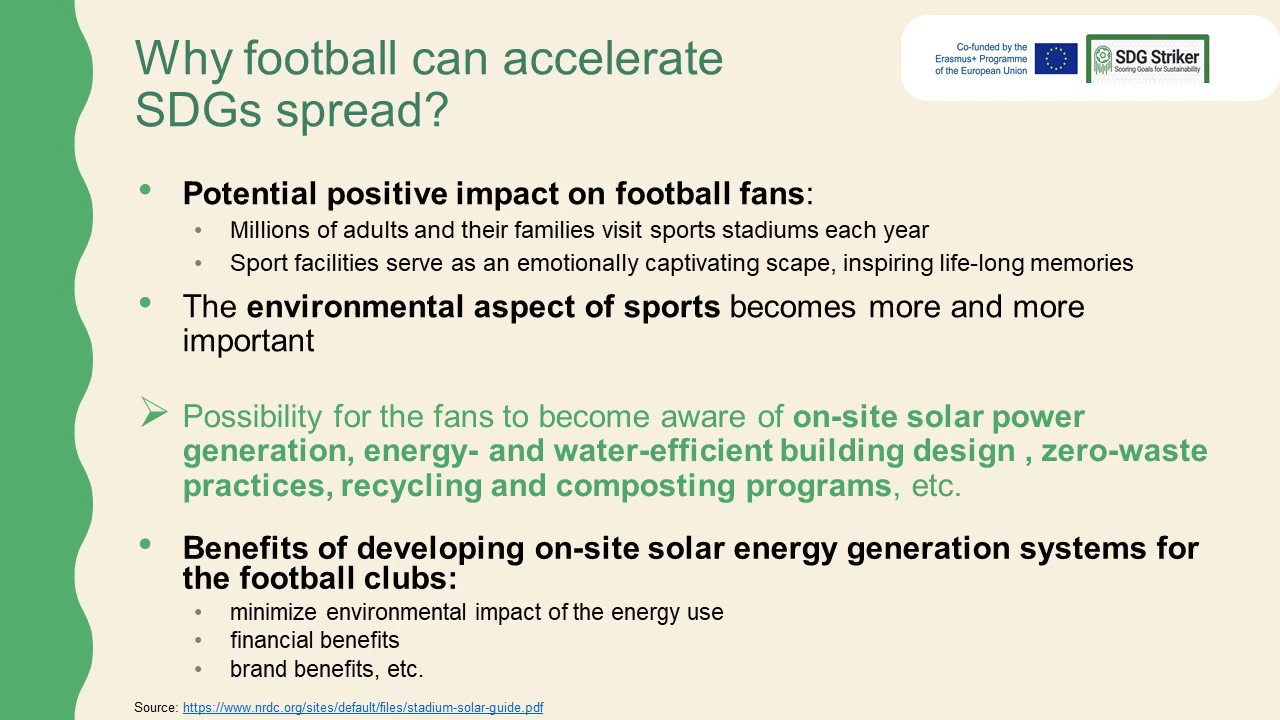 Why football can accelerate
SDGs spread?
Co-funded by the
Erasmus+ Programme
of the European Union
SDG Striker
Scoring Goals for Sustainability
• Potential positive impact on football fans:
• Millions of adults and their families visit sports stadiums each year
• Sport facilities serve as an emotionally captivating scape, inspiring life-long memories
• The environmental aspect of sports becomes more and more
important
➢ Possibility for the fans to become aware of on-site solar power
generation, energy- and water-efficient building design , zero-waste
practices, recycling and composting programs, etc.
• Benefits of developing on-site solar energy generation systems for
the football clubs:
• minimize environmental impact of the energy use
• financial benefits
• brand benefits, etc.
Source: https://www.nrdc.org/sites/default/files/stadium-solar-guide.pdf